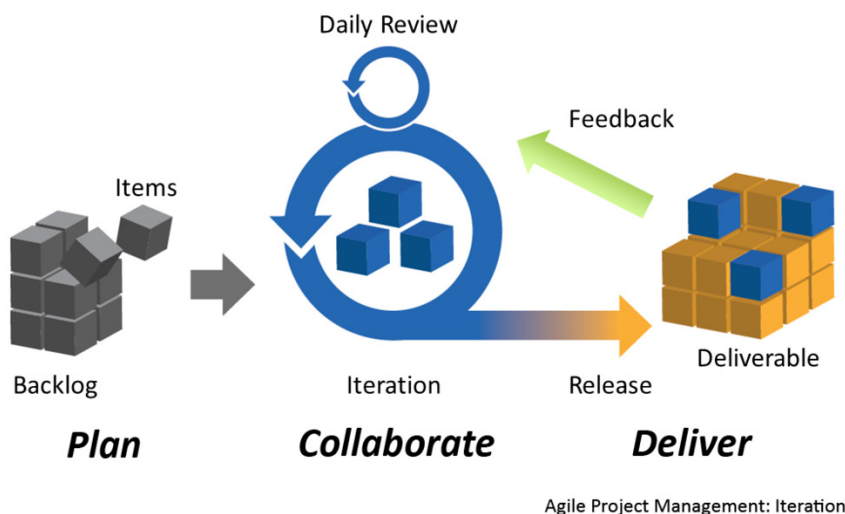 Daily Review
Feedback
Items
Deliverable
Backlog
Iteration
Release
Plan
Collaborate
Deliver
Agile Project Management: Iteration